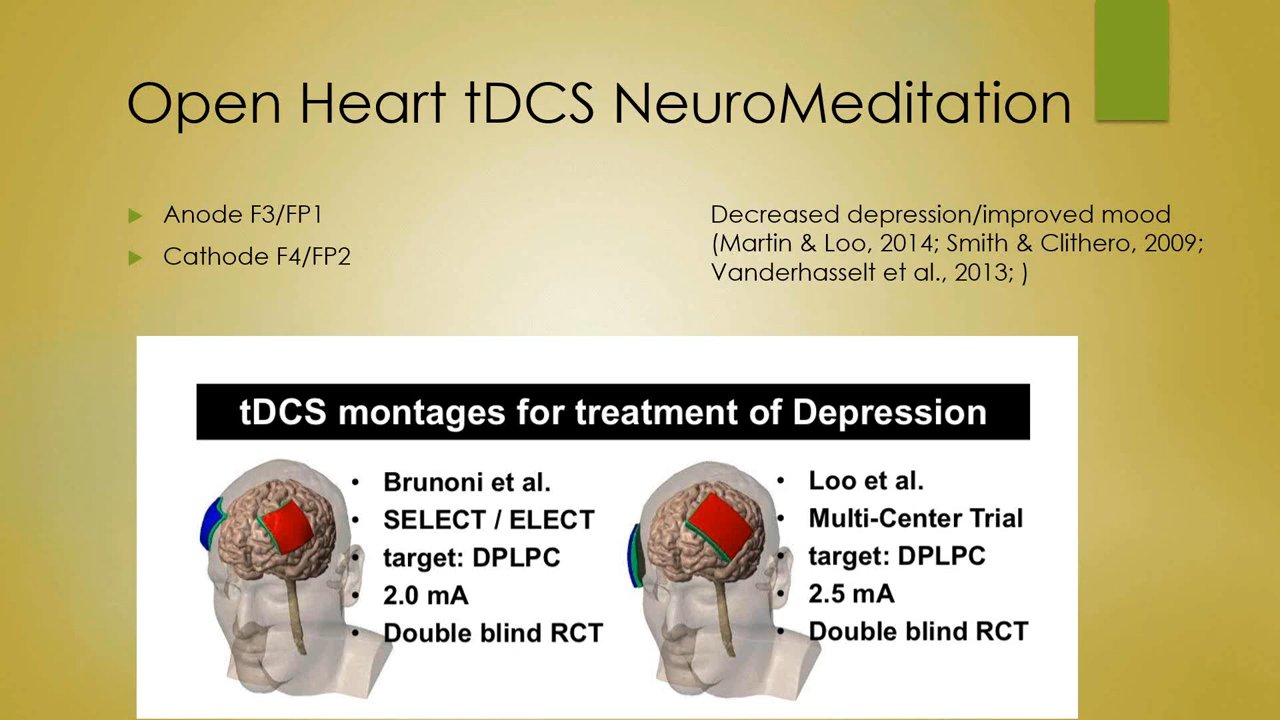 Open Heart tDCS NeuroMeditation
Anode F3/FP1
Cathode F4/FP2
Decreased depression/improved mood
(Martin & Loo, 2014; Smith & Clithero, 2009;
Vanderhasselt et al., 2013; )
tDCS montages for treatment of Depression
• Brunoni et al.
• SELECT / ELECT
• target: DPLPC
• 2.0 mA
• Double blind RCT
• Loo et al.
• Multi-Center Trial
• target: DPLPC
• 2.5 mA
• Double blind RCT